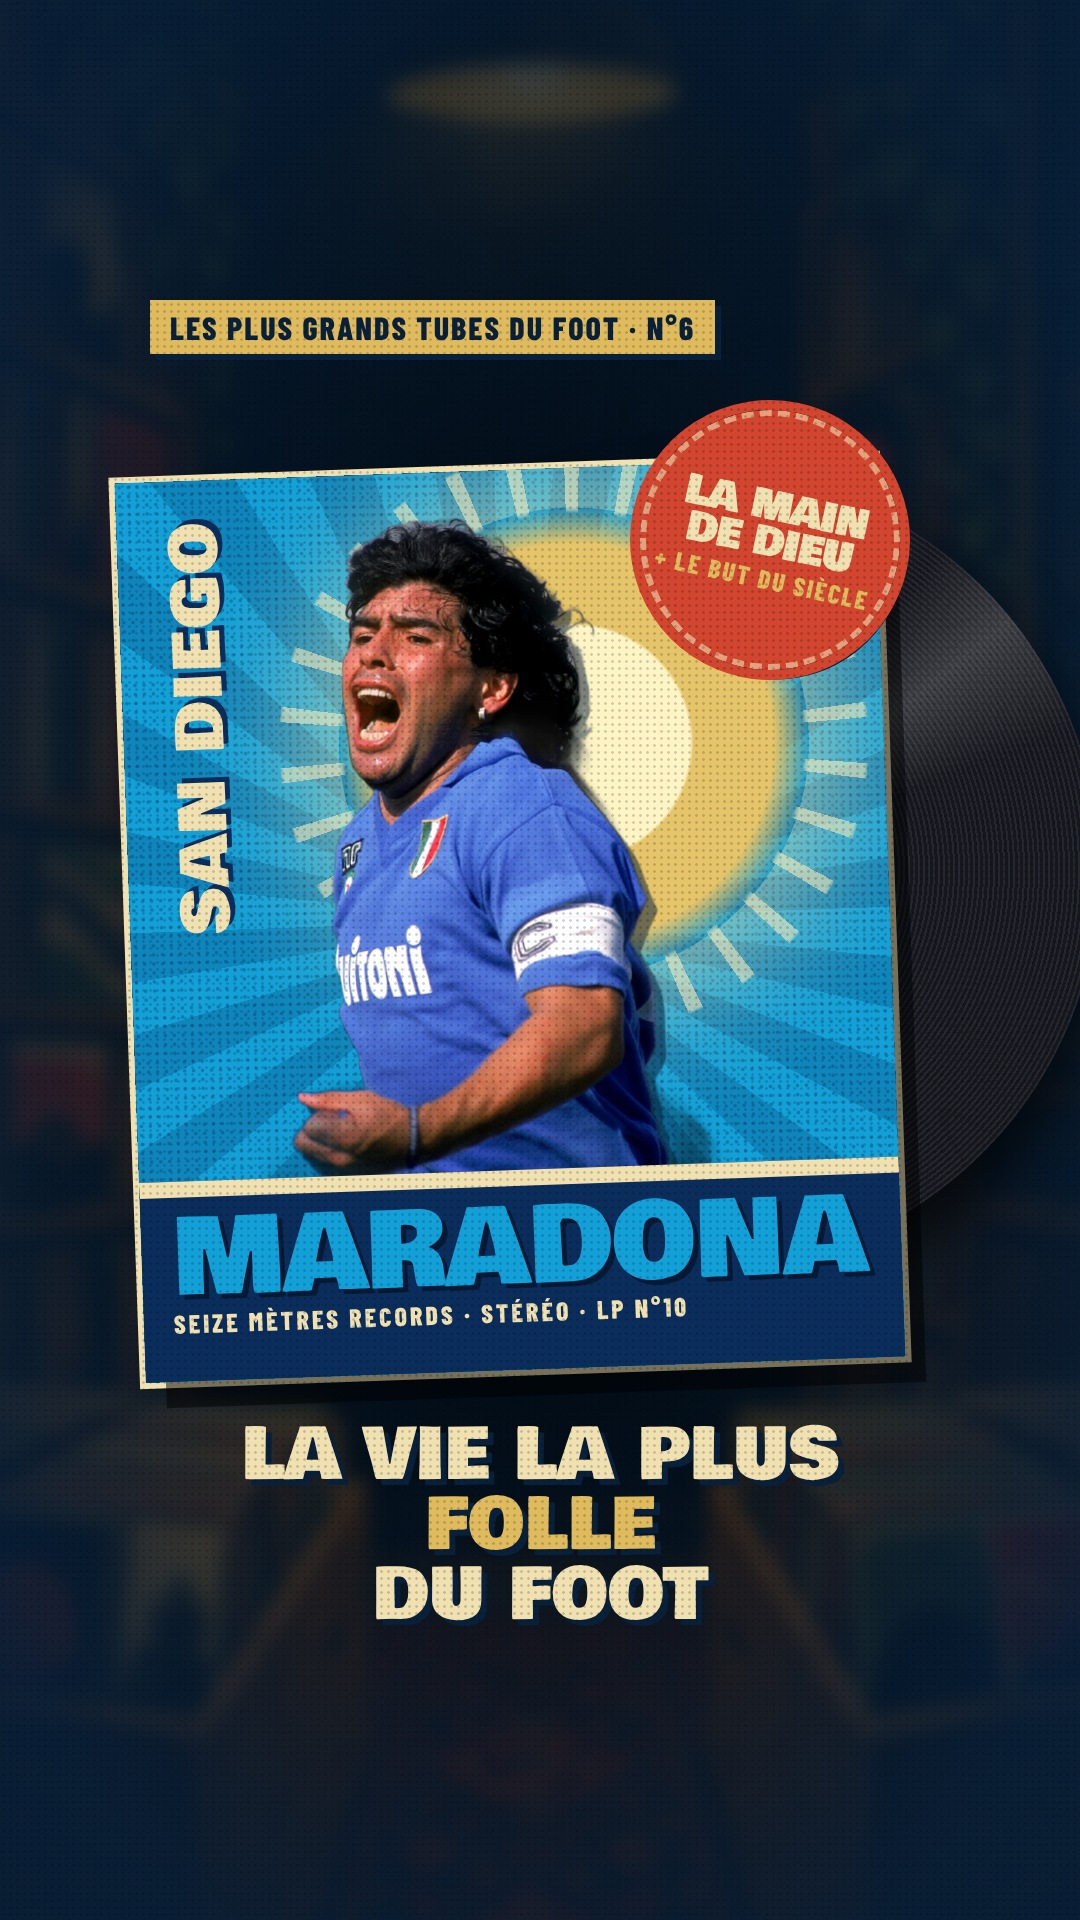 LES PLUS GRANDS TUBES DU FOOT · N°6
LA MAIN
DE DIEU
+ LE BUT DU SIÈCLE
SAN DIEGO
C
uitoni
MARADONA
SEIZE MÈTRES RECORDS · STÉRÉO · LP N°10
LA VIE LA PLUS
FOLLE
DU FOOT